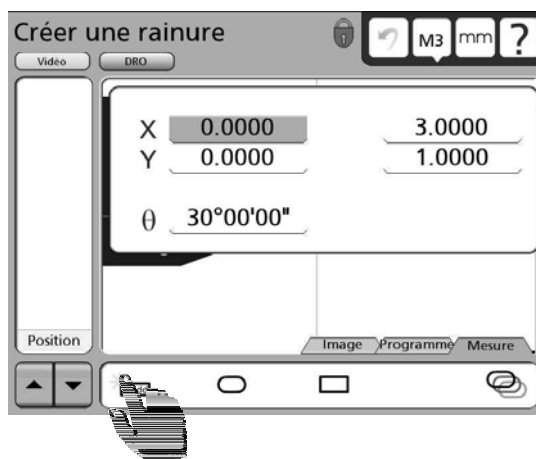 Créer une rainure
M3 mm ?
Vidéo DRO
X 0.0000 3.0000
Y 0.0000 1.0000
θ 30°00'00"
Position
Image Programme Mesure